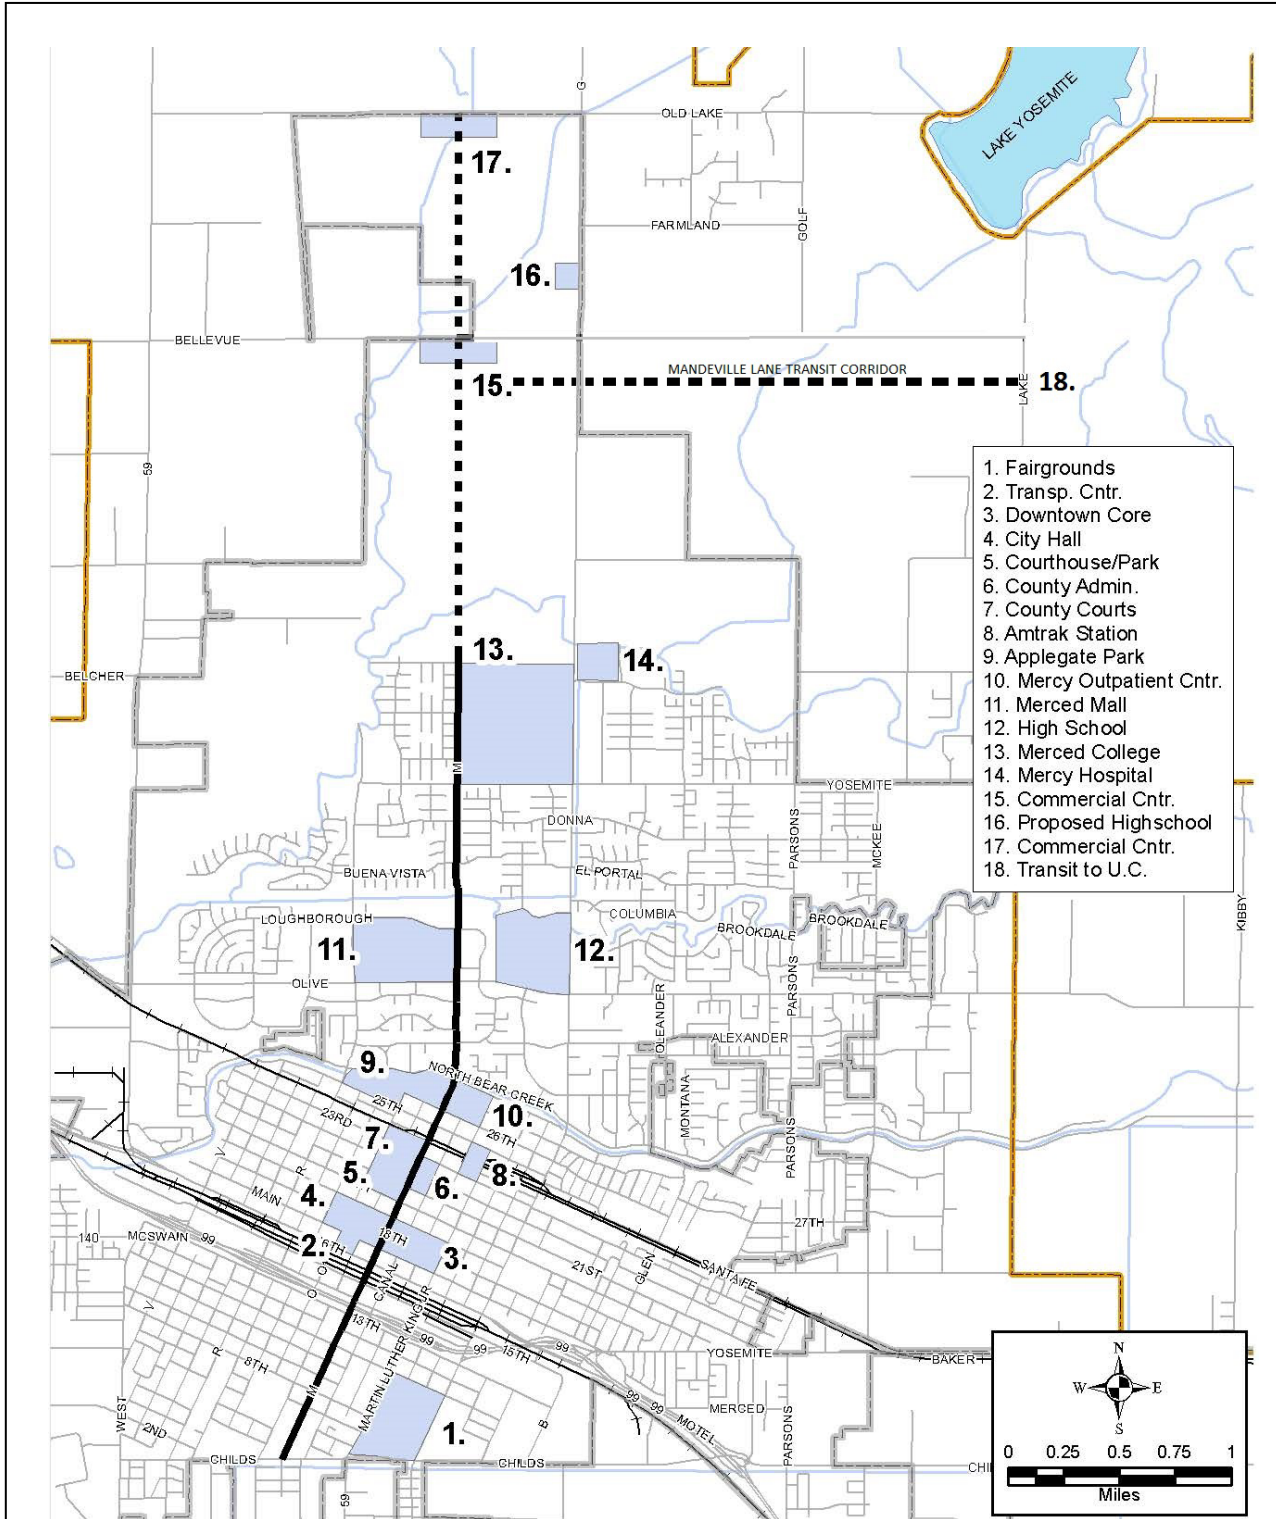 G
OLD LAKE
LAKE YOSEMITE
17.
FARMLAND
GOLF
16.
BELLEVUE
MANDEVILLE LANE TRANSIT CORRIDOR
15.
18.
LAKE
59
1. Fairgrounds
2. Transp. Cntr.
3. Downtown Core
4. City Hall
5. Courthouse/Park
6. County Admin.
7. County Courts
8. Amtrak Station
9. Applegate Park
10. Mercy Outpatient Cntr.
11. Merced Mall
12. High School
13. Merced College
14. Mercy Hospital
15. Commercial Cntr.
16. Proposed Highschool
17. Commercial Cntr.
18. Transit to U.C.
13.
14.
BELCHER
M
YOSEMITE
DONNA
PARSONS
MCKEE
BUENA VISTA
EL PORTAL
LOUGHBOROUGH
COLUMBIA
BROOKDALE
BROOKDALE
KIBBY
11.
12.
OLIVE
PARSONS
OLEANDER
ALEXANDER
9.
NORTH BEAR CREEK
25TH
10.
MONTANA
23RD
26TH
7.
V
PARSONS
R
5.
8.
6.
MAIN
4.
27TH
18TH
140
MCSWAIN
99
2.
6TH
3.
O
O
CANAL
21ST
GLEN
SANTA FE
V
MARTIN LUTHER KING JR
13TH
99
99
15TH
99
R
8TH
YOSEMITE
BAKER
M
99
99
MERCED
MOTEL
WEST
2ND
1.
B
PARSONS
CHILDS
CHILDS
CHI
59
N
W
E
S
0 0.25 0.5 0.75 1
Miles